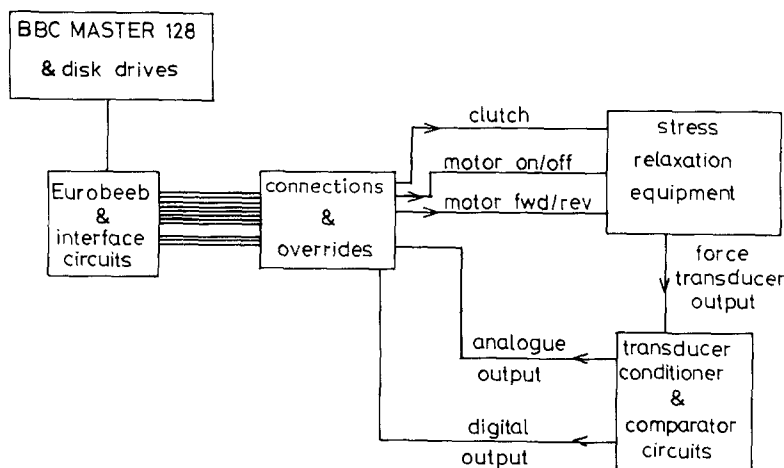 BBC MASTER 128
& disk drives
Eurobeeb
&
interface
circuits
connections
&
overrides
clutch
motor on/off
motor fwd/rev
stress
relaxation
equipment
force
transducer
output
analogue
output
digital
output
transducer
conditioner
&
comparator
circuits